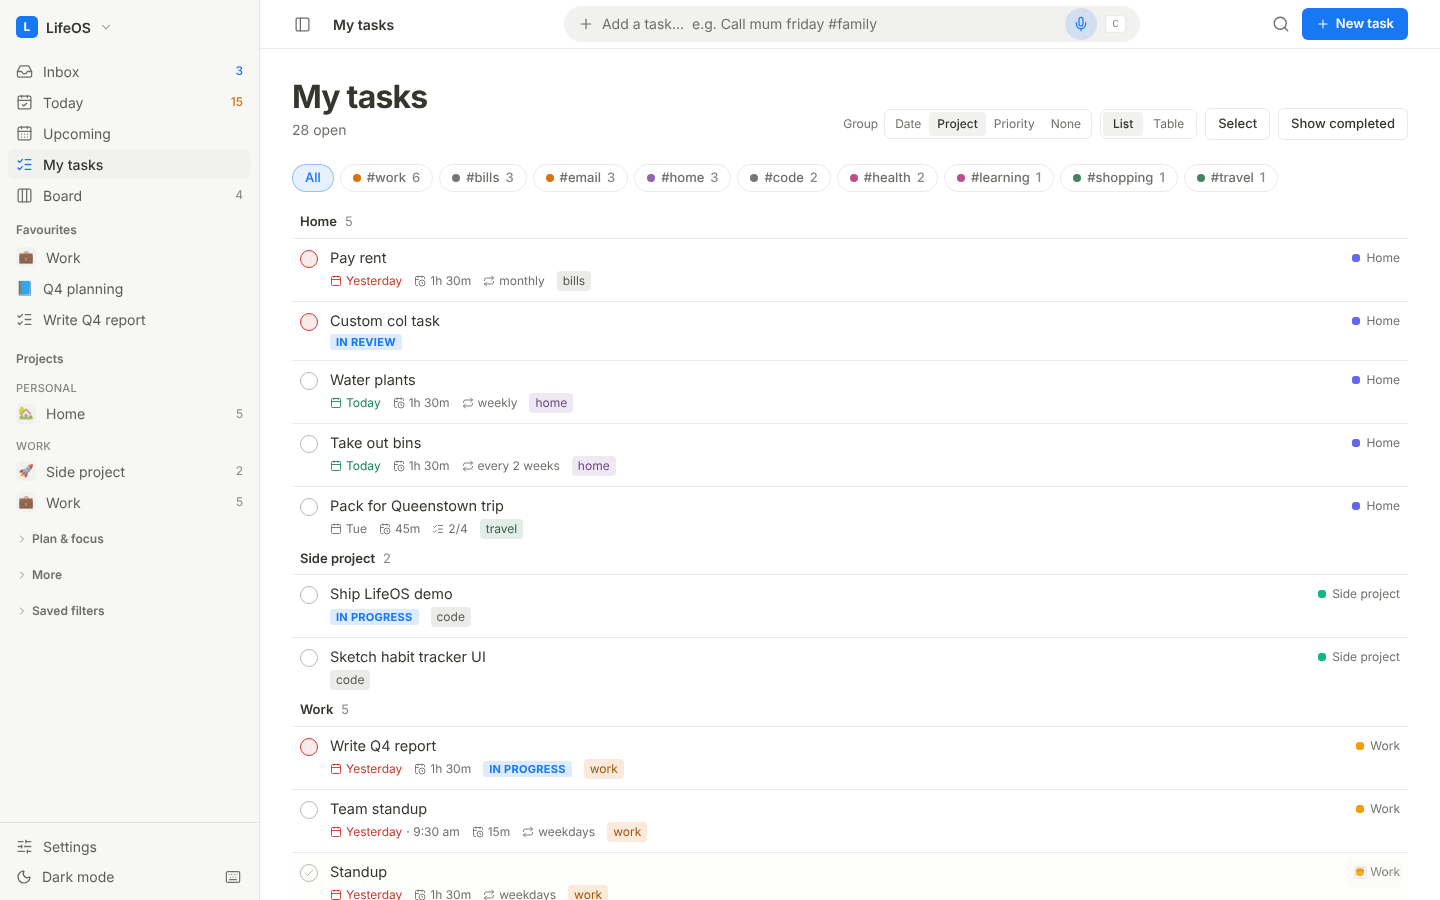 L LifeOS
Inbox 3
Today 15
Upcoming
My tasks
Board 4
Favourites
Work
Q4 planning
Write Q4 report
Projects
PERSONAL
Home 5
WORK
Side project 2
Work 5
Plan & focus
More
Saved filters
Settings
Dark mode
My tasks
Add a task... e.g. Call mum friday #family
C
New task
My tasks
28 open
Group Date Project Priority None List Table Select Show completed
All #work 6 #bills 3 #email 3 #home 3 #code 2 #health 2 #learning 1 #shopping 1 #travel 1
Home 5
Pay rent Home
Yesterday 1h 30m monthly bills
Custom col task Home
IN REVIEW
Water plants Home
Today 1h 30m weekly home
Take out bins Home
Today 1h 30m every 2 weeks home
Pack for Queenstown trip Home
Tue 45m 2/4 travel
Side project 2
Ship LifeOS demo Side project
IN PROGRESS code
Sketch habit tracker UI Side project
code
Work 5
Write Q4 report Work
Yesterday 1h 30m IN PROGRESS work
Team standup Work
Yesterday · 9:30 am 15m weekdays work
Standup Work
Yesterday 1h 30m weekdays work